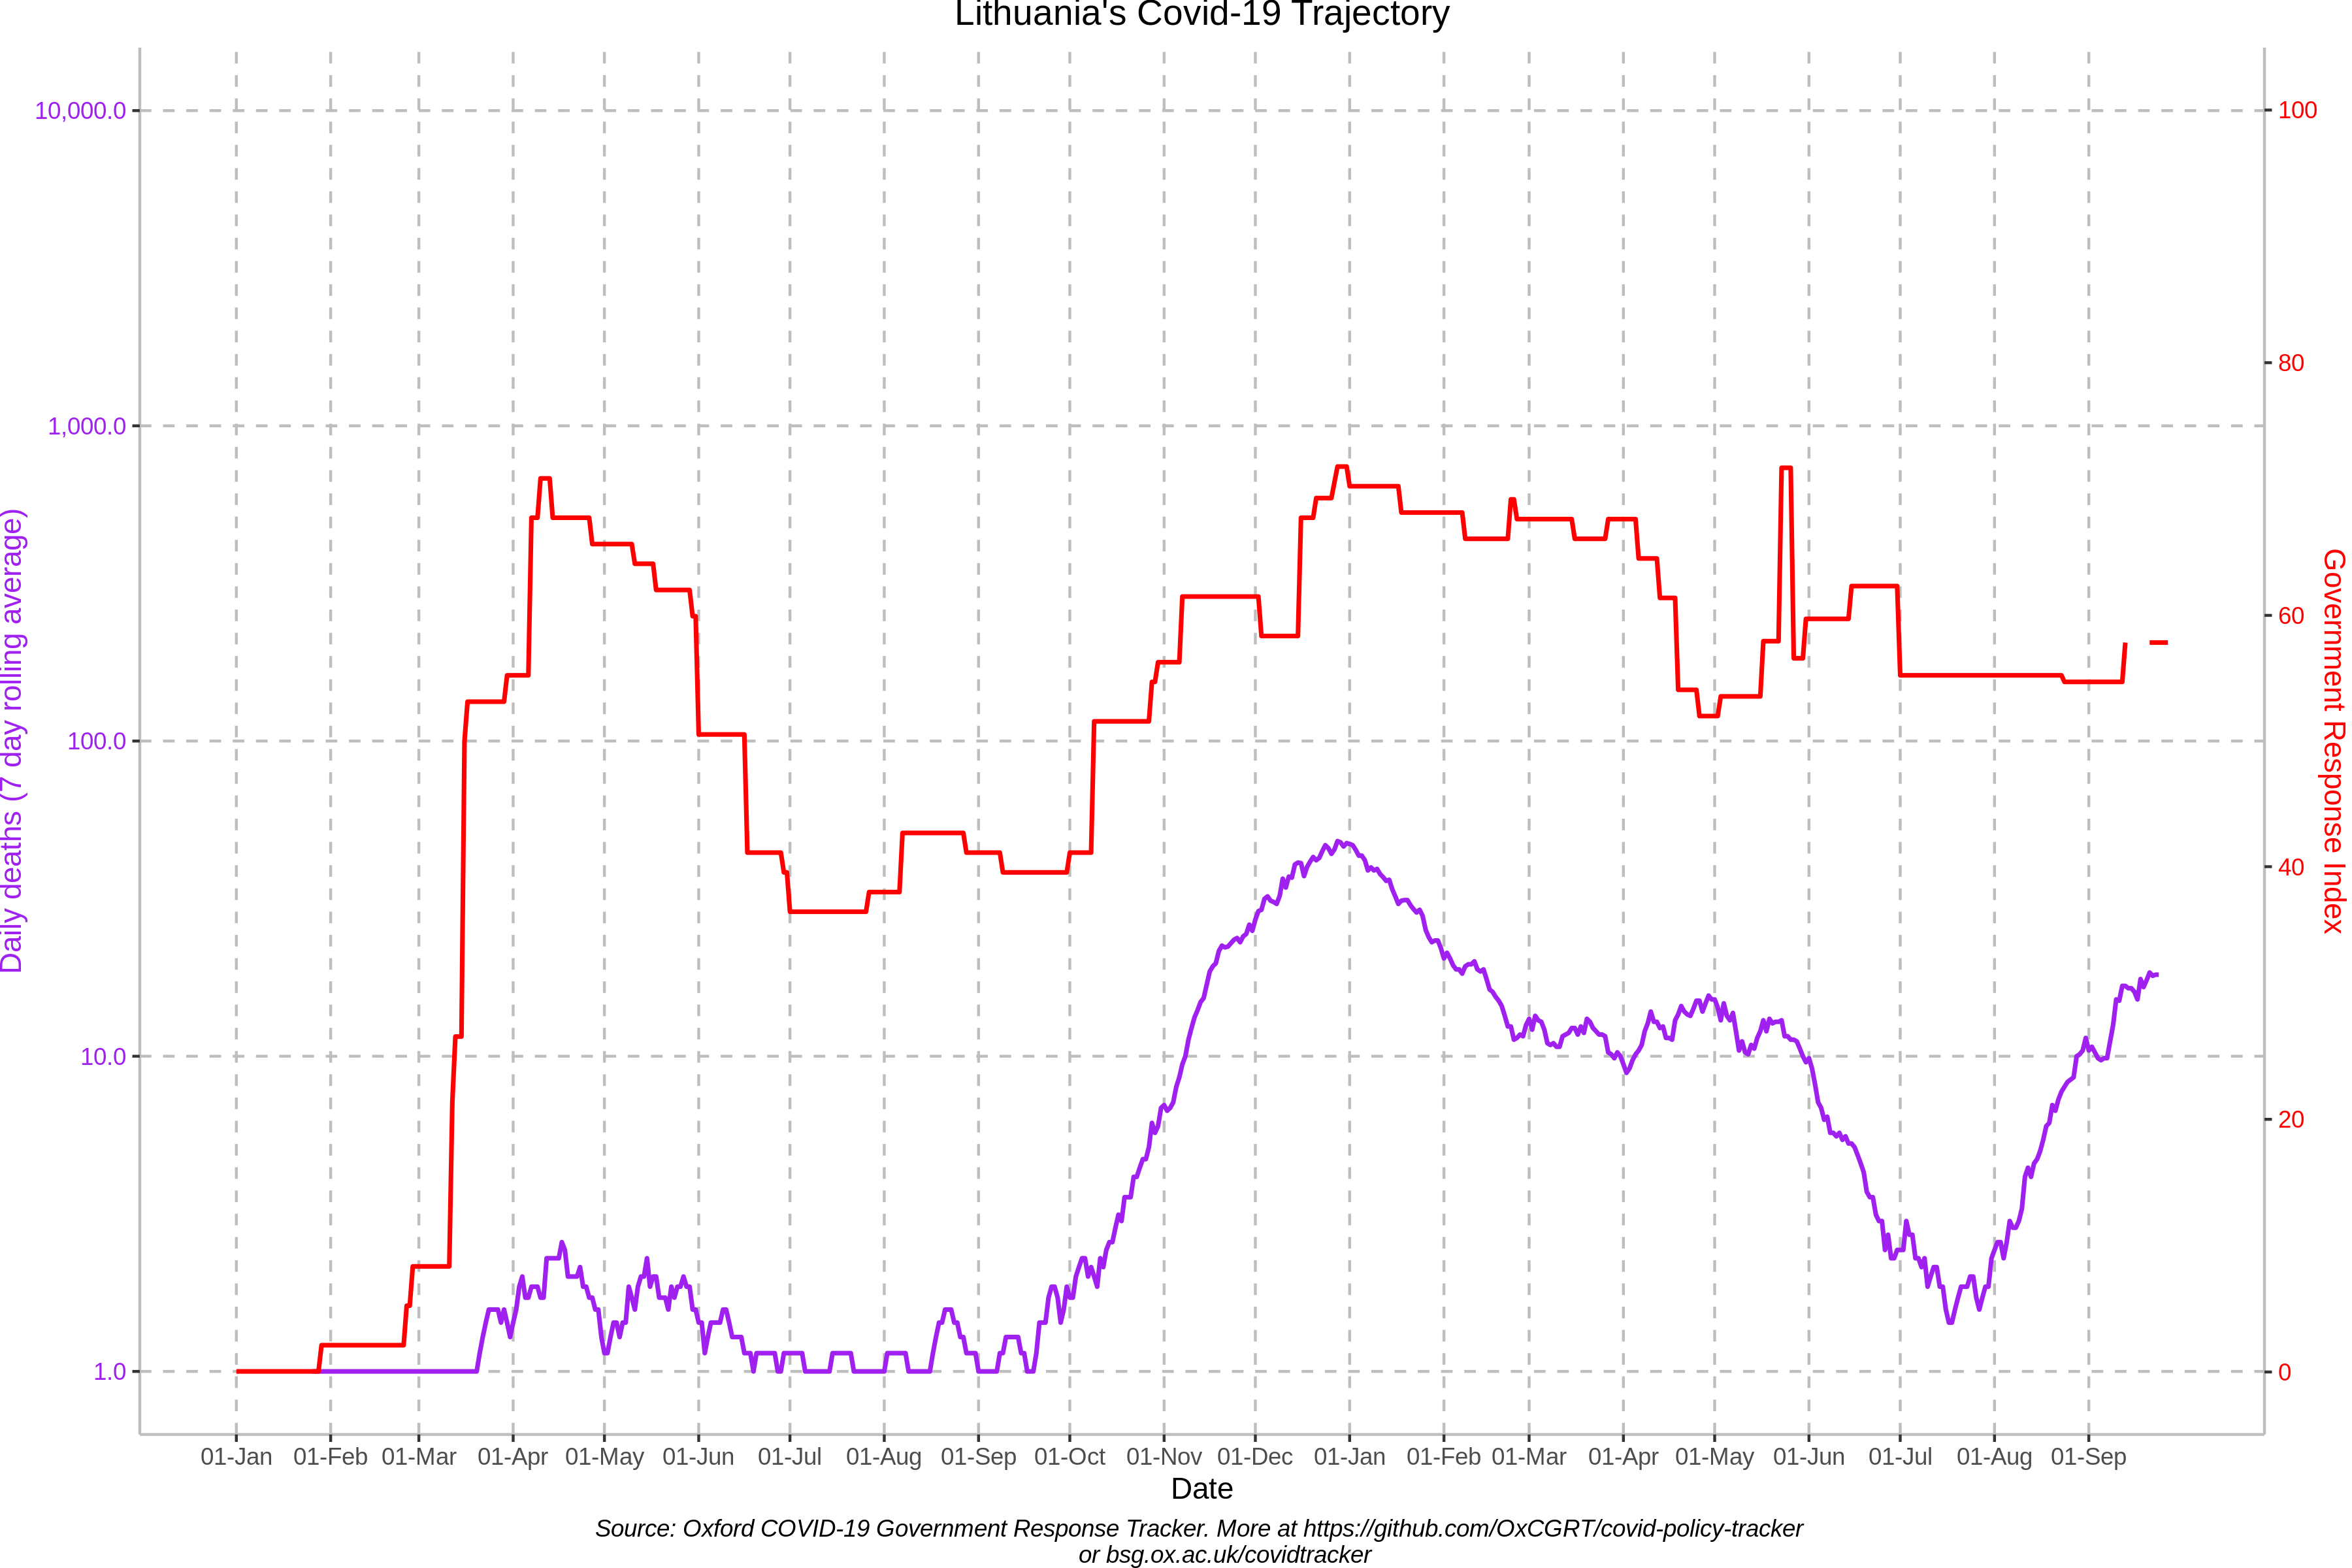 Lithuania's Covid-19 Trajectory
Daily deaths (7 day rolling average)
10,000.0
1,000.0
100.0
10.0
1.0
100
80
60
40
20
0
Government Response Index
01-Jan 01-Feb 01-Mar 01-Apr 01-May 01-Jun 01-Jul 01-Aug 01-Sep 01-Oct 01-Nov 01-Dec 01-Jan 01-Feb 01-Mar 01-Apr 01-May 01-Jun 01-Jul 01-Aug 01-Sep
Date
Source: Oxford COVID-19 Government Response Tracker. More at https://github.com/OxCGRT/covid-policy-tracker
or bsg.ox.ac.uk/covidtracker